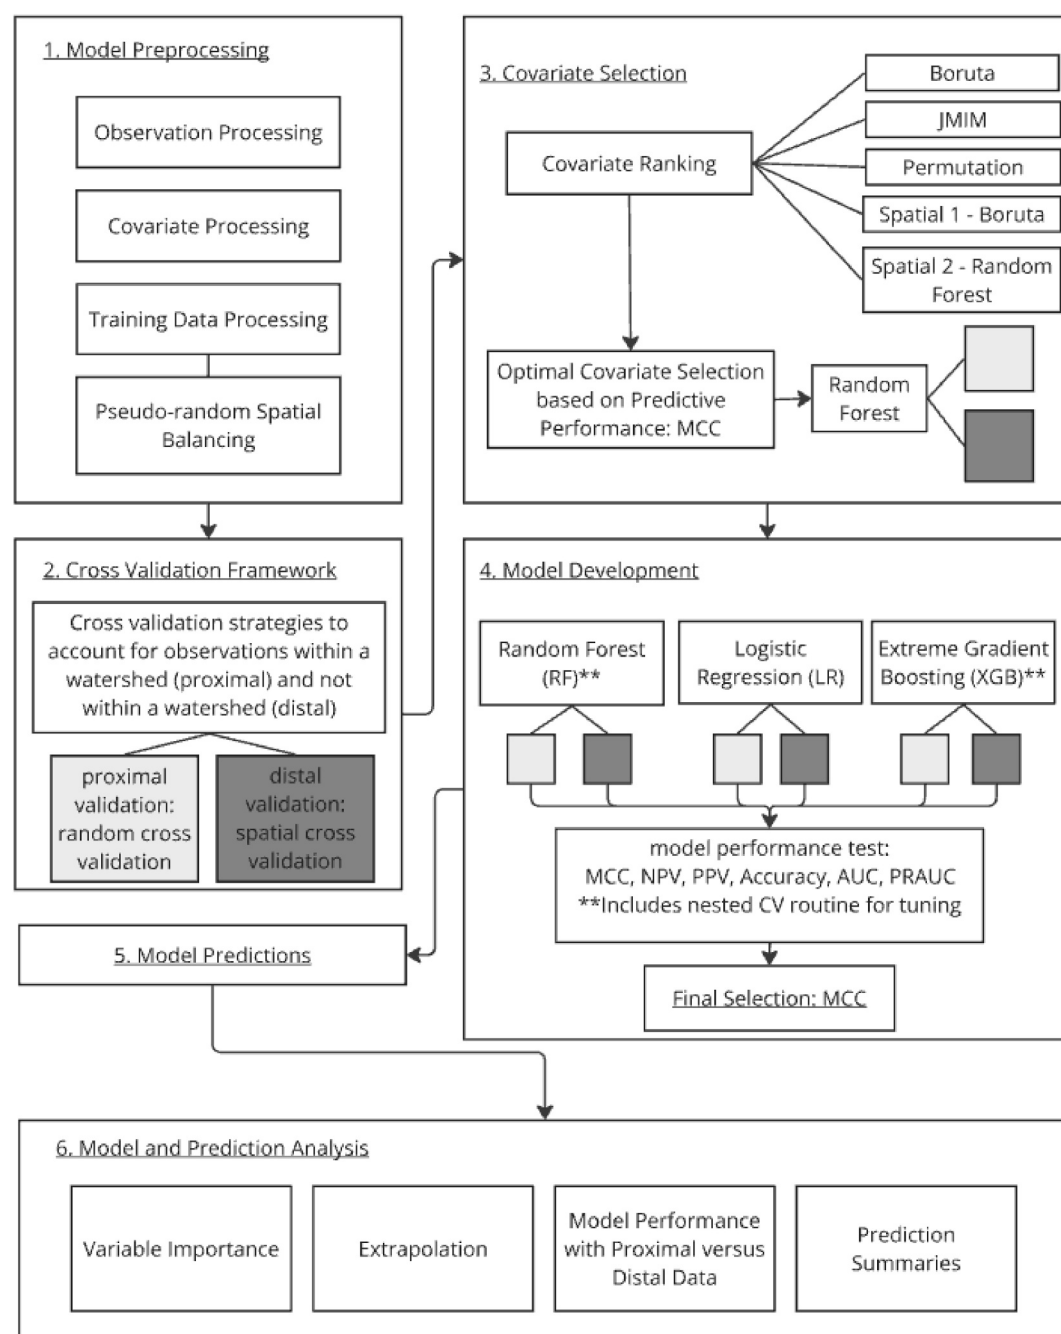 1. Model Preprocessing
Observation Processing
Covariate Processing
Training Data Processing
Pseudo-random Spatial
Balancing
2. Cross Validation Framework
Cross validation strategies to
account for observations within a
watershed (proximal) and not
within a watershed (distal)
proximal
validation:
random cross
validation
distal
validation:
spatial cross
validation
3. Covariate Selection
Covariate Ranking
Boruta
JMIM
Permutation
Spatial 1 - Boruta
Spatial 2 - Random
Forest
Optimal Covariate Selection
based on Predictive
Performance: MCC
Random
Forest
4. Model Development
Random Forest
(RF)**
Logistic
Regression (LR)
Extreme Gradient
Boosting (XGB)**
model performance test:
MCC, NPV, PPV, Accuracy, AUC, PRAUC
**Includes nested CV routine for tuning
Final Selection: MCC
5. Model Predictions
6. Model and Prediction Analysis
Variable Importance
Extrapolation
Model Performance
with Proximal versus
Distal Data
Prediction
Summaries